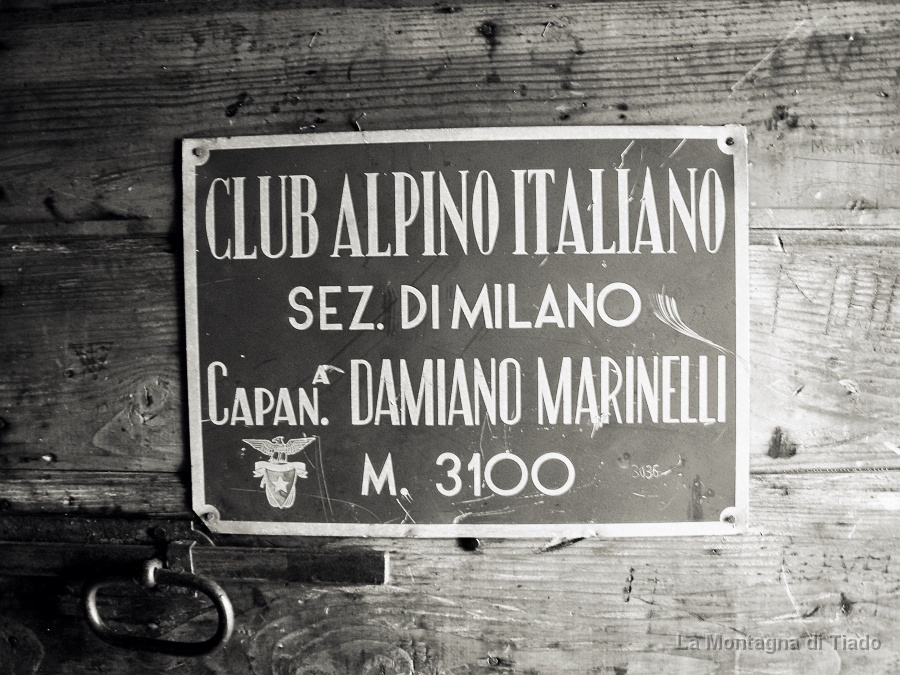 CLUB ALPINO ITALIANO
SEZ. DI MILANO
CAPAN.A DAMIANO MARINELLI
M. 3100
3036
La Montagna di Tiado